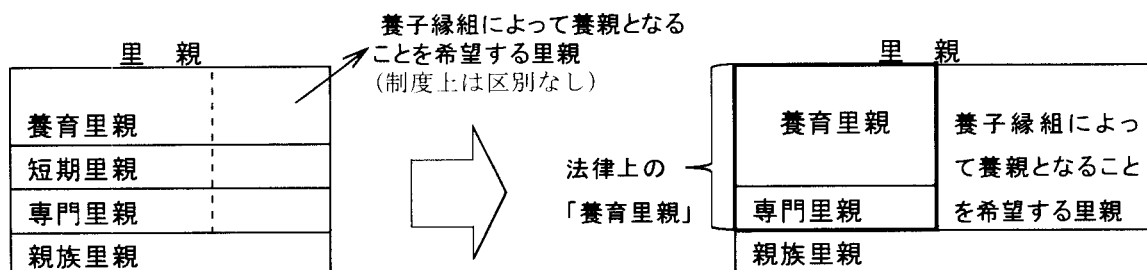 里 親
養子縁組によって養親となる
ことを希望する里親
(制度上は区別なし)
養育里親
短期里親
専門里親
親族里親
里 親
法律上の
「養育里親」
養育里親
専門里親
親族里親
養子縁組によっ
て養親となること
を希望する里親